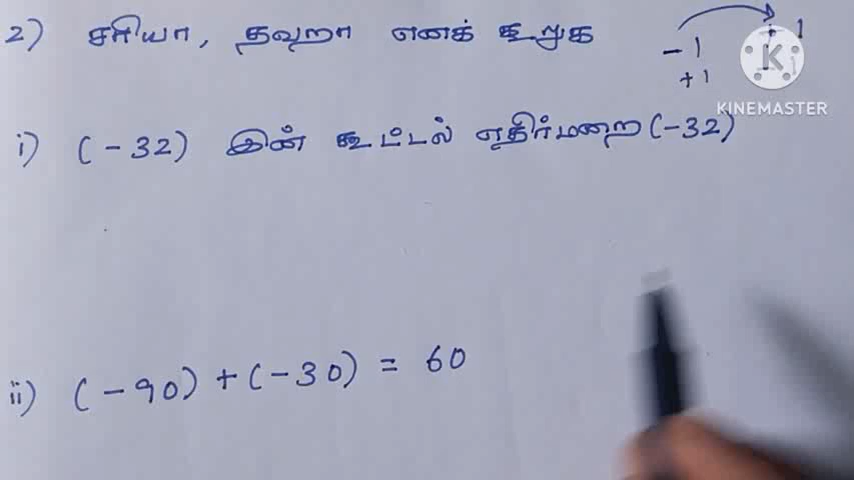 2) சரியா, தவறா எனக் கூறுக
- 1 + 1
+ 1
KINEMASTER
i) (- 32) இன் கூட்டல் எதிர்மறை (- 32)
ii) (- 90) + (- 30) = 60